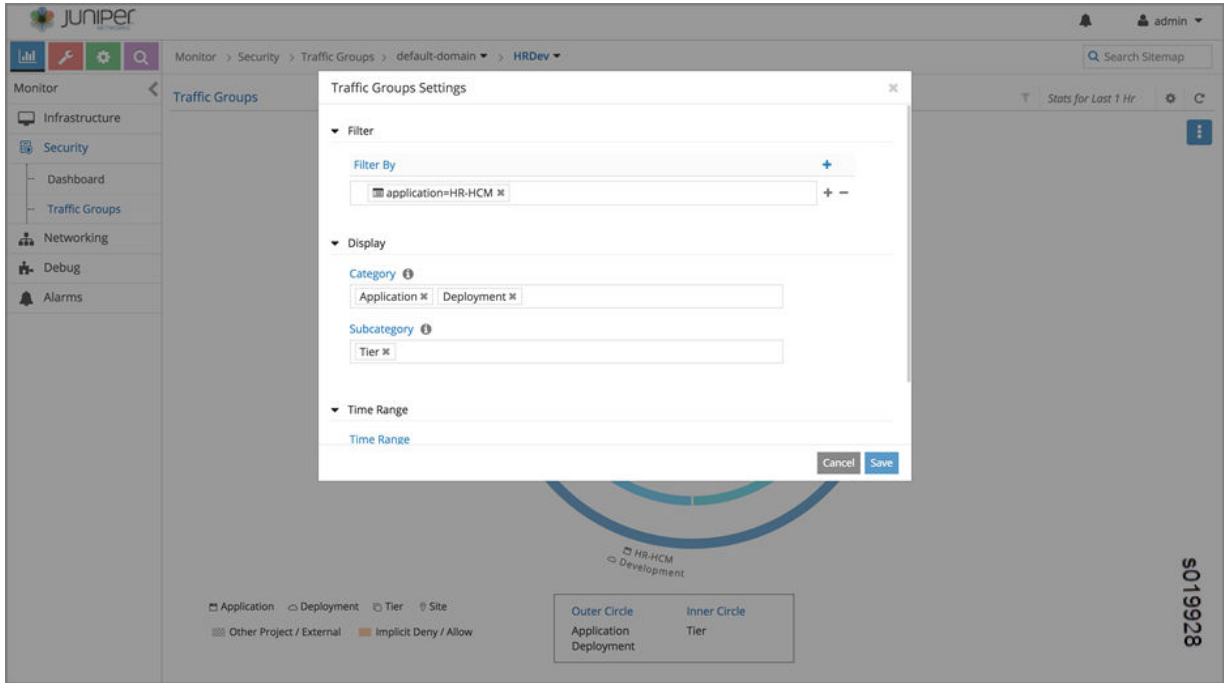 JUNIPER
NETWORKS
admin
Monitor > Security > Traffic Groups > default-domain > HRDev
Search Sitemap
Monitor
Traffic Groups
Stats for Last 1 Hr
Infrastructure
Security
Dashboard
Traffic Groups
Networking
Debug
Alarms
Traffic Groups Settings
Filter
Filter By
application=HR-HCM
Display
Category
Application Deployment
Subcategory
Tier
Time Range
Time Range
Cancel Save
HR-HCM
Development
Application Deployment Tier Site
Other Project / External Implicit Deny / Allow
Outer Circle Inner Circle
Application Tier
Deployment
s019928